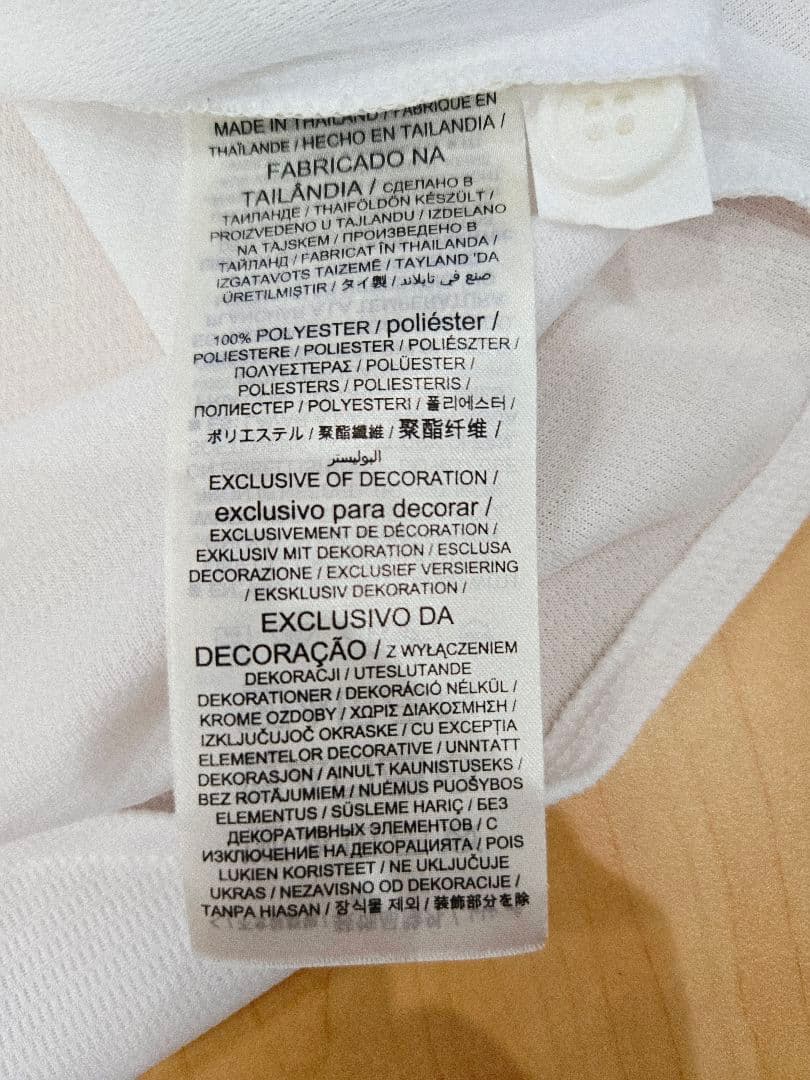 MADE IN THAILAND / FABRIQUÉ EN
THAÏLANDE / HECHO EN TAILANDIA /
FABRICADO NA
TAILÂNDIA / СДЕЛАНО В
ТАИЛАНДЕ / THAIFÖLDÖN KÉSZÜLT /
PROIZVEDENO U TAJLANDU / IZDELANO
NA TAJSKEM / ПРОИЗВЕДЕНО В
ТАЙЛАНД / FABRICAT ÎN THAILANDA /
IZGATAVOTS TAIZEMĒ / TAYLAND 'DA
ÜRETILMIŞTIR / タイ製 / صنع في تايلاند /
100% POLYESTER / poliéster /
POLIESTERE / POLIESTER / POLIÉSZTER /
ΠΟΛΥΕΣΤΕΡΑΣ / POLÜESTER /
POLIESTERS / POLIESTERIS /
ПОЛИЕСТЕР / POLYESTERI / 폴리에스터 /
ポリエステル / 聚酯纖維 / 聚酯纤维 /
البوليستر
EXCLUSIVE OF DECORATION /
exclusivo para decorar /
EXCLUSIVEMENT DE DÉCORATION /
EXKLUSIV MIT DEKORATION / ESCLUSA
DECORAZIONE / EXCLUSIEF VERSIERING
/ EKSKLUSIV DEKORATION /
EXCLUSIVO DA
DECORAÇÃO / Z WYŁĄCZENIEM
DEKORACJI / UTESLUTANDE
DEKORATIONER / DEKORÁCIÓ NÉLKÜL /
KROME OZDOBY / ΧΩΡΙΣ ΔΙΑΚΟΣΜΗΣΗ /
IZKLJUČUJOČ OKRASKE / CU EXCEPŢIA
ELEMENTELOR DECORATIVE / UNNTATT
DEKORASJON / AINULT KAUNISTUSEKS /
BEZ ROTĀJUMIEM / NUĖMUS PUOŠYBOS
ELEMENTUS / SÜSLEME HARIÇ / БЕЗ
ДЕКОРАТИВНЫХ ЭЛЕМЕНТОВ / С
ИЗКЛЮЧЕНИЕ НА ДЕКОРАЦИЯТА / POIS
LUKIEN KORISTEET / NE UKLJUČUJE
UKRAS / NEZAVISNO OD DEKORACIJE /
TANPA HIASAN / 장식물 제외 / 装飾部分を除